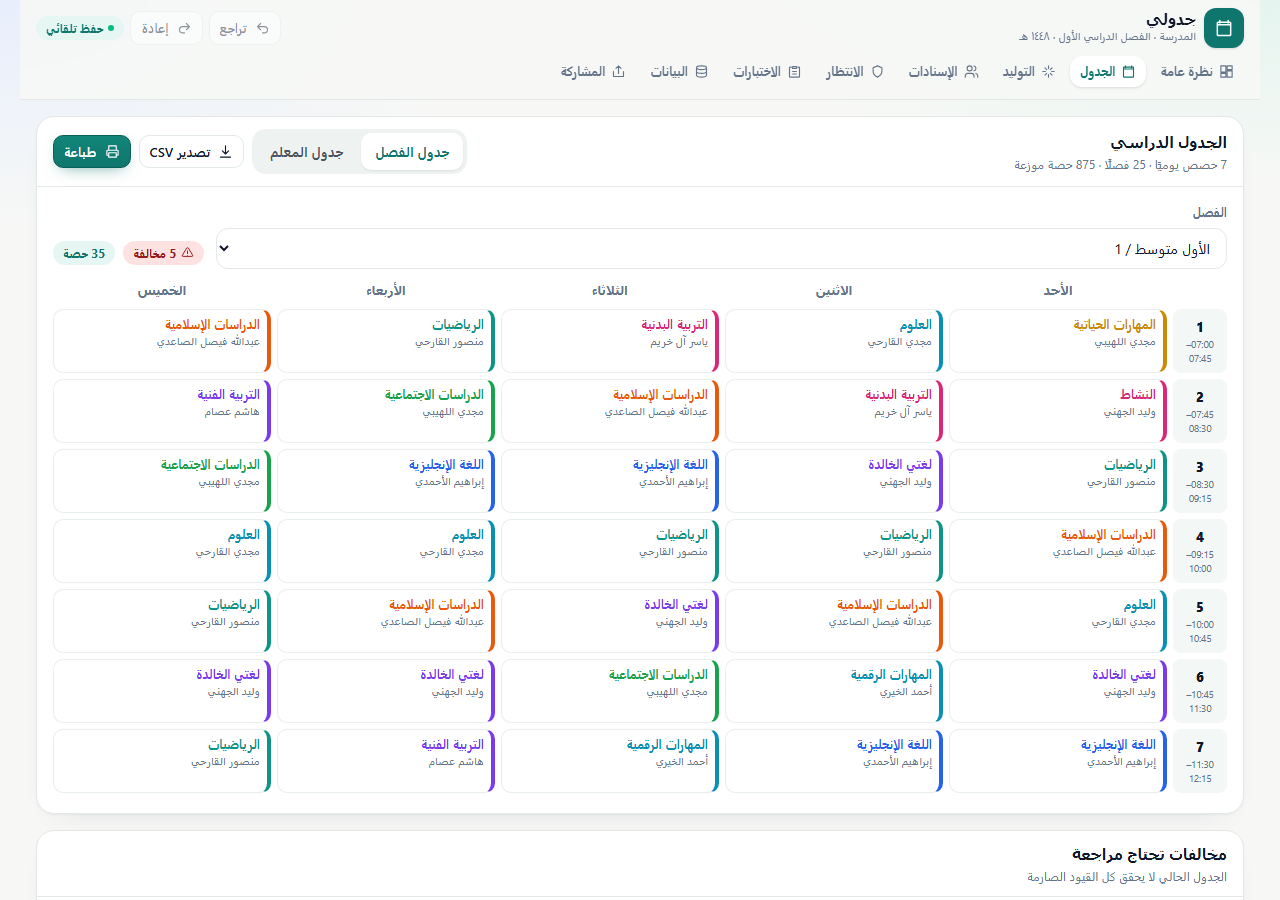 جدولي
المدرسة · الفصل الدراسي الأول · ١٤٤٨ هـ
تراجع
إعادة
حفظ تلقائي
نظرة عامة
الجدول
التوليد
الإسنادات
الانتظار
الاختبارات
البيانات
المشاركة
الجدول الدراسي
7 حصص يوميًا · 25 فصلًا · 875 حصة موزعة
جدول الفصل
جدول المعلم
تصدير CSV
طباعة
الفصل
الأول متوسط / 1
5 مخالفة
35 حصة
الأحد الاثنين الثلاثاء الأربعاء الخميس
1 المهارات الحياتية العلوم التربية البدنية الرياضيات الدراسات الإسلامية
07:00– مجدي اللهيبي مجدي القارحي ياسر آل خريم منصور القارحي عبدالله فيصل الصاعدي
07:45
2 النشاط التربية البدنية الدراسات الإسلامية الدراسات الاجتماعية التربية الفنية
07:45– وليد الجهني ياسر آل خريم عبدالله فيصل الصاعدي مجدي اللهيبي هاشم عصام
08:30
3 الرياضيات لغتي الخالدة اللغة الإنجليزية اللغة الإنجليزية الدراسات الاجتماعية
08:30– منصور القارحي وليد الجهني إبراهيم الأحمدي إبراهيم الأحمدي مجدي اللهيبي
09:15
4 الدراسات الإسلامية الرياضيات الرياضيات العلوم العلوم
09:15– عبدالله فيصل الصاعدي منصور القارحي منصور القارحي مجدي القارحي مجدي القارحي
10:00
5 العلوم الدراسات الإسلامية لغتي الخالدة الدراسات الإسلامية الرياضيات
10:00– مجدي القارحي عبدالله فيصل الصاعدي وليد الجهني عبدالله فيصل الصاعدي منصور القارحي
10:45
6 لغتي الخالدة المهارات الرقمية الدراسات الاجتماعية لغتي الخالدة لغتي الخالدة
10:45– وليد الجهني أحمد الخيري مجدي اللهيبي وليد الجهني وليد الجهني
11:30
7 اللغة الإنجليزية اللغة الإنجليزية المهارات الرقمية التربية الفنية الرياضيات
11:30– إبراهيم الأحمدي إبراهيم الأحمدي أحمد الخيري هاشم عصام منصور القارحي
12:15
مخالفات تحتاج مراجعة
الجدول الحالي لا يحقق كل القيود الصارمة